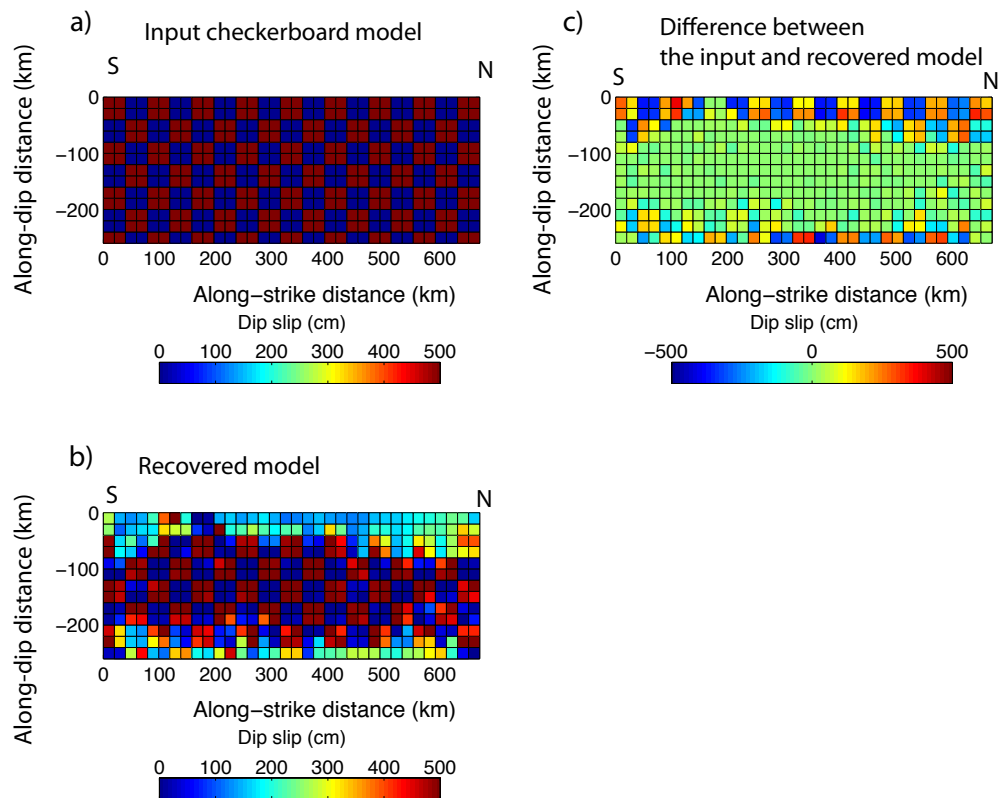 a)
Input checkerboard model
S
N
0
−100
−200
Along-dip distance (km)
0 100 200 300 400 500 600
Along−strike distance (km)
Dip slip (cm)
0 100 200 300 400 500
c)
Difference between
the input and recovered model
S
N
0
−100
−200
Along-dip distance (km)
0 100 200 300 400 500 600
Along−strike distance (km)
Dip slip (cm)
−500 0 500
b)
Recovered model
S
N
0
−100
−200
Along-dip distance (km)
0 100 200 300 400 500 600
Along−strike distance (km)
Dip slip (cm)
0 100 200 300 400 500